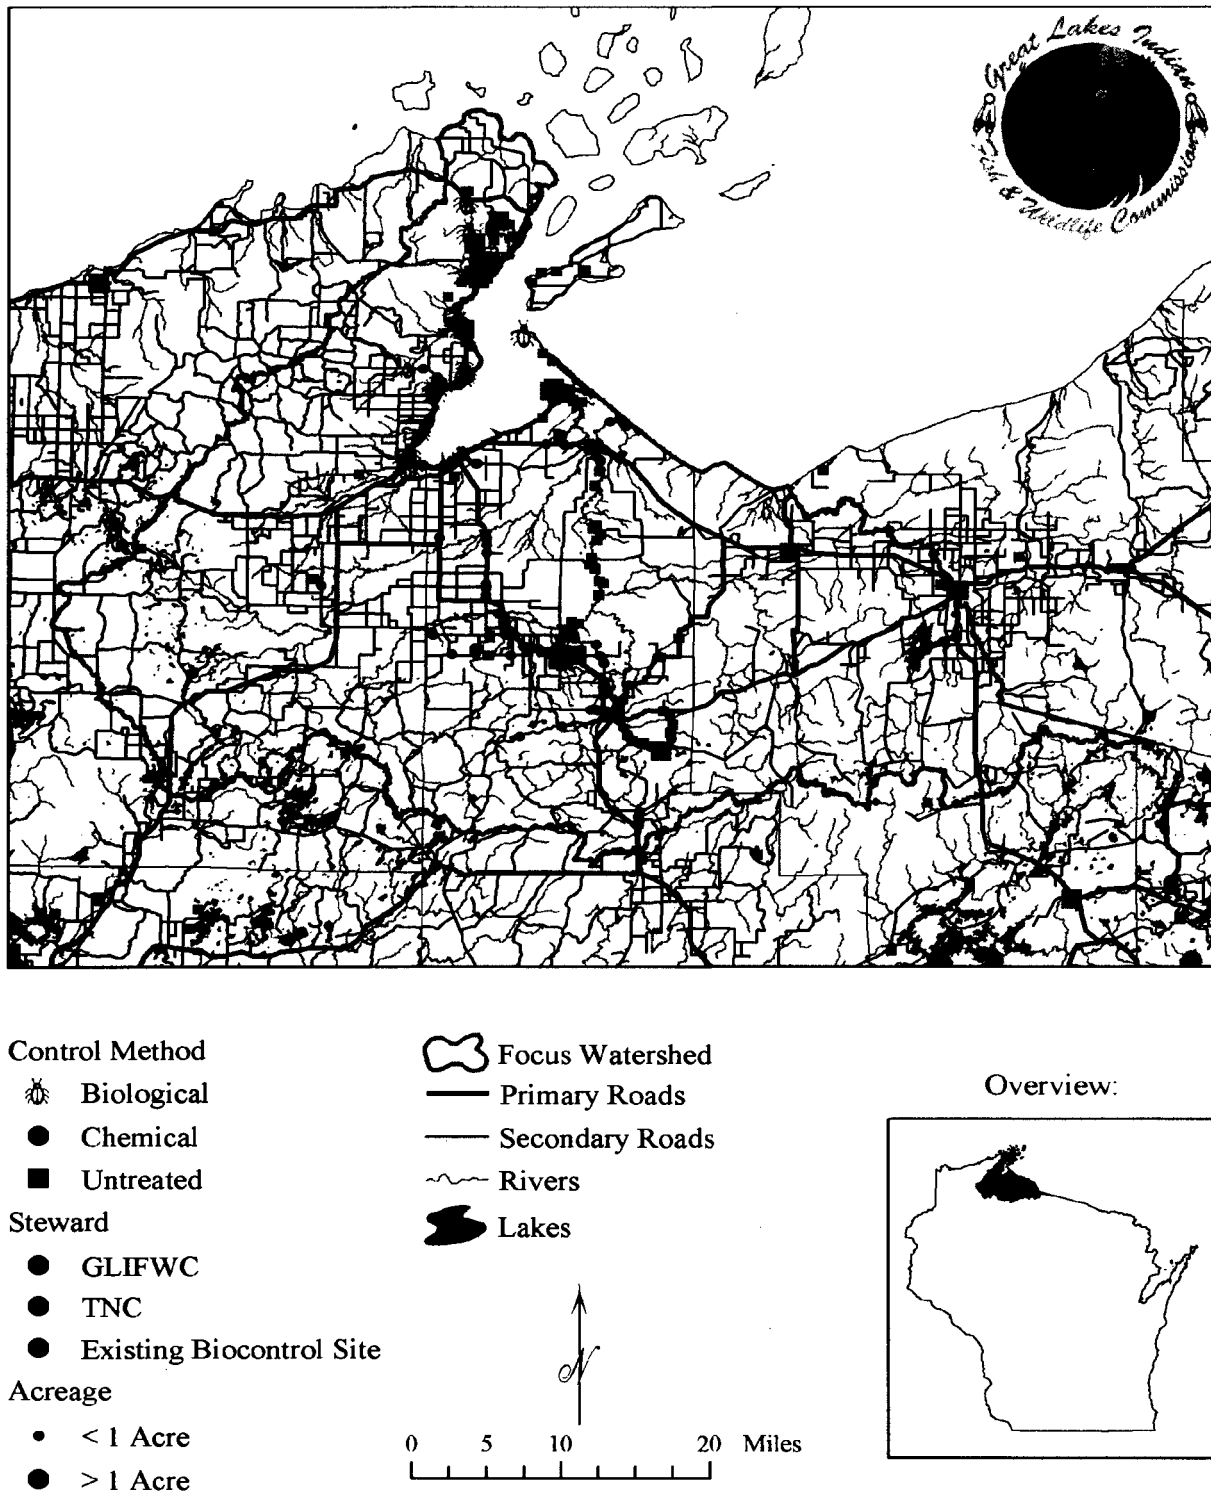 Great Lakes Indian
Fish & Wildlife Commission
Control Method
Biological
Chemical
Untreated
Steward
GLIFWC
TNC
Existing Biocontrol Site
Acreage
< 1 Acre
> 1 Acre
Focus Watershed
Primary Roads
Secondary Roads
Rivers
Lakes
N
0 5 10 20 Miles
Overview: